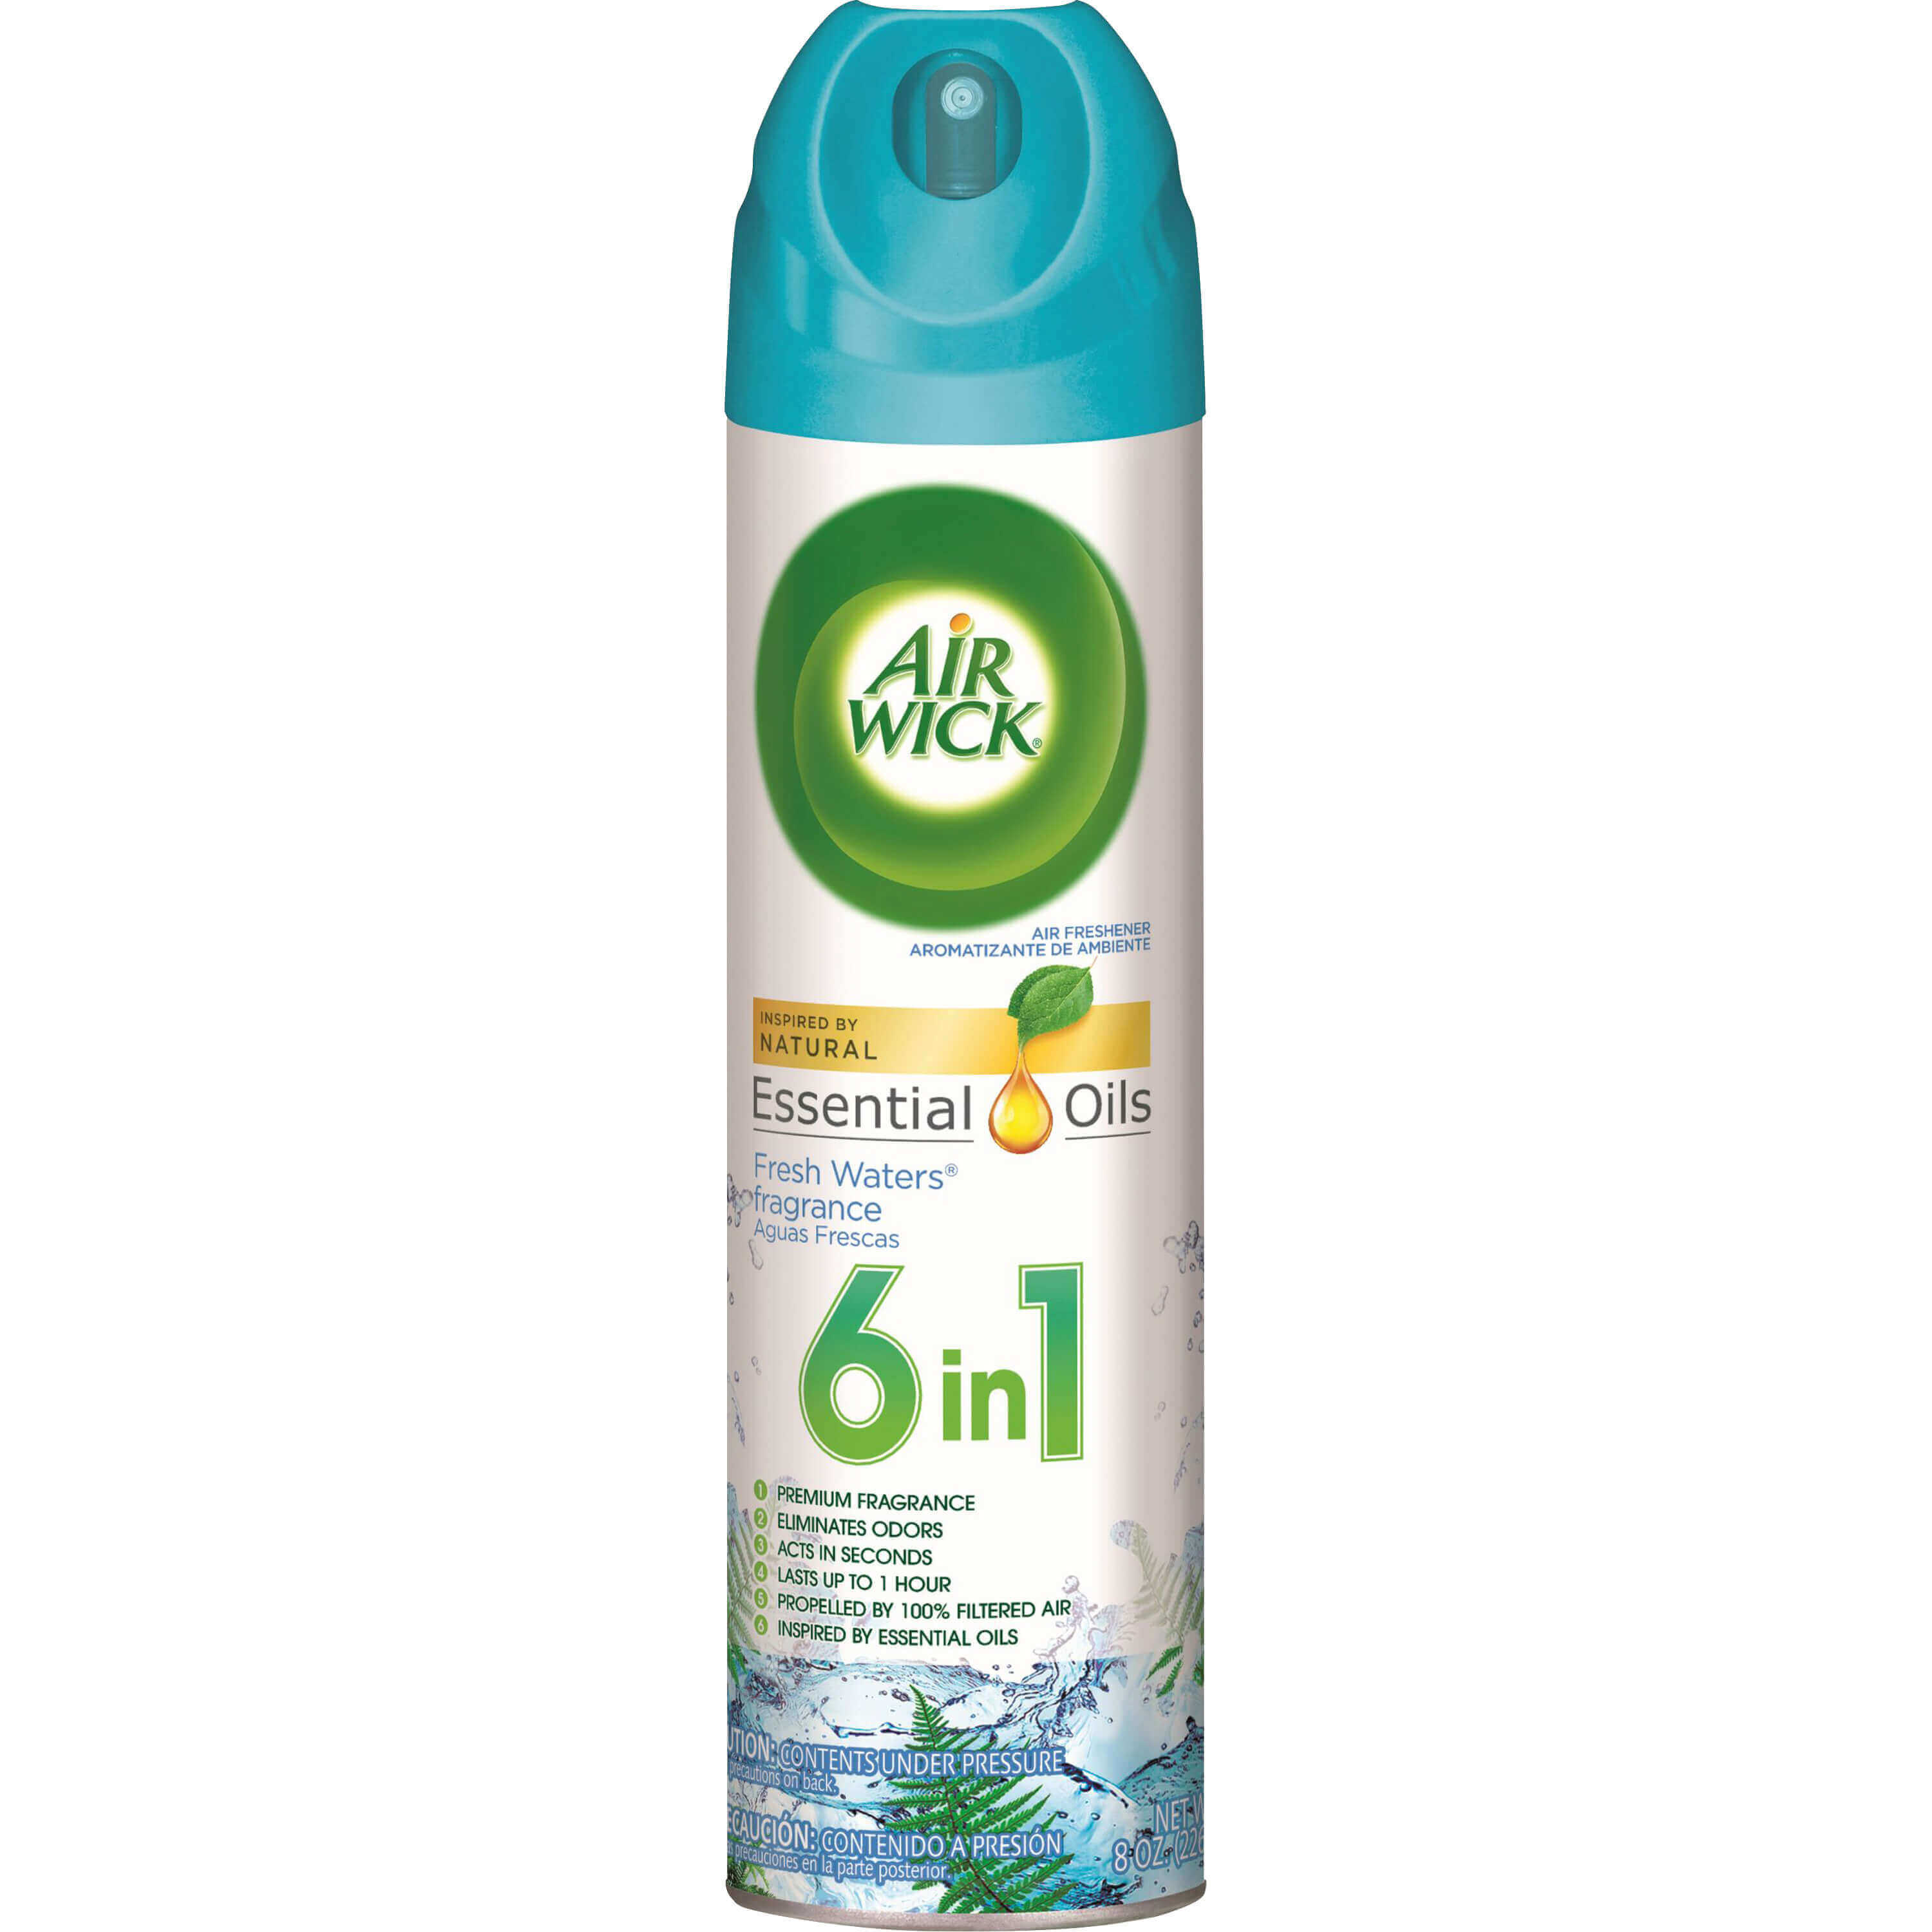 AIR
WICK®
AIR FRESHENER
AROMATIZANTE DE AMBIENTE
INSPIRED BY
NATURAL
Essential Oils
Fresh Waters®
fragrance
Aguas Frescas
6 in 1
1 PREMIUM FRAGRANCE
2 ELIMINATES ODORS
3 ACTS IN SECONDS
4 LASTS UP TO 1 HOUR
5 PROPELLED BY 100% FILTERED AIR
6 INSPIRED BY ESSENTIAL OILS
UTION: CONTENTS UNDER PRESSURE
precautions on back.
ECAUCIÓN: CONTENIDO A PRESIÓN
precauciones en la parte posterior.
NET
8 OZ. (226